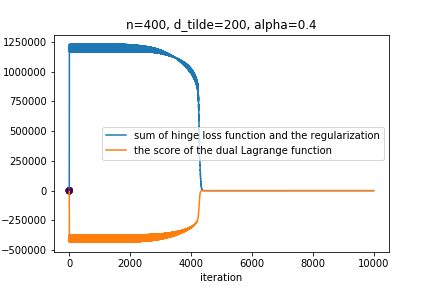 n=400, d_tilde=200, alpha=0.4
1250000
1000000
750000
500000
250000
0
−250000
−500000
sum of hinge loss function and the regularization
the score of the dual Lagrange function
0 2000 4000 6000 8000 10000
iteration